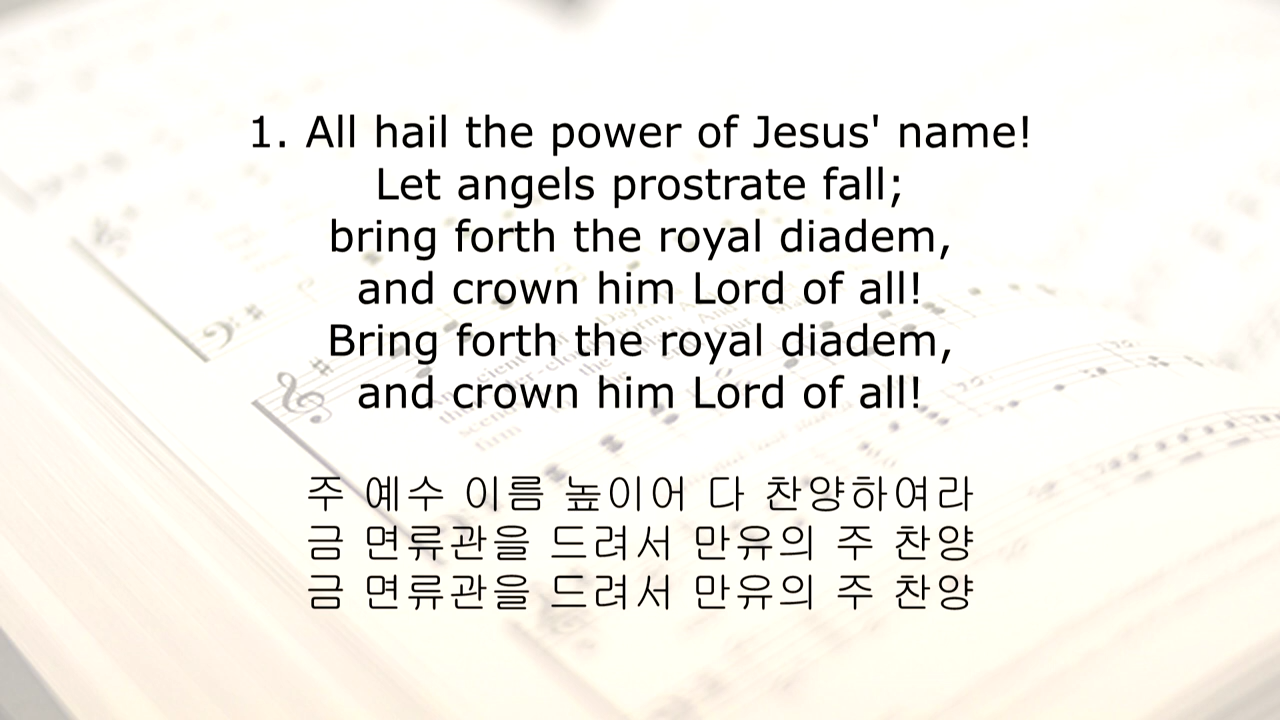 1. All hail the power of Jesus' name!
Let angels prostrate fall;
bring forth the royal diadem,
and crown him Lord of all!
Bring forth the royal diadem,
and crown him Lord of all!
주 예수 이름 높이어 다 찬양하여라
금 면류관을 드려서 만유의 주 찬양
금 면류관을 드려서 만유의 주 찬양